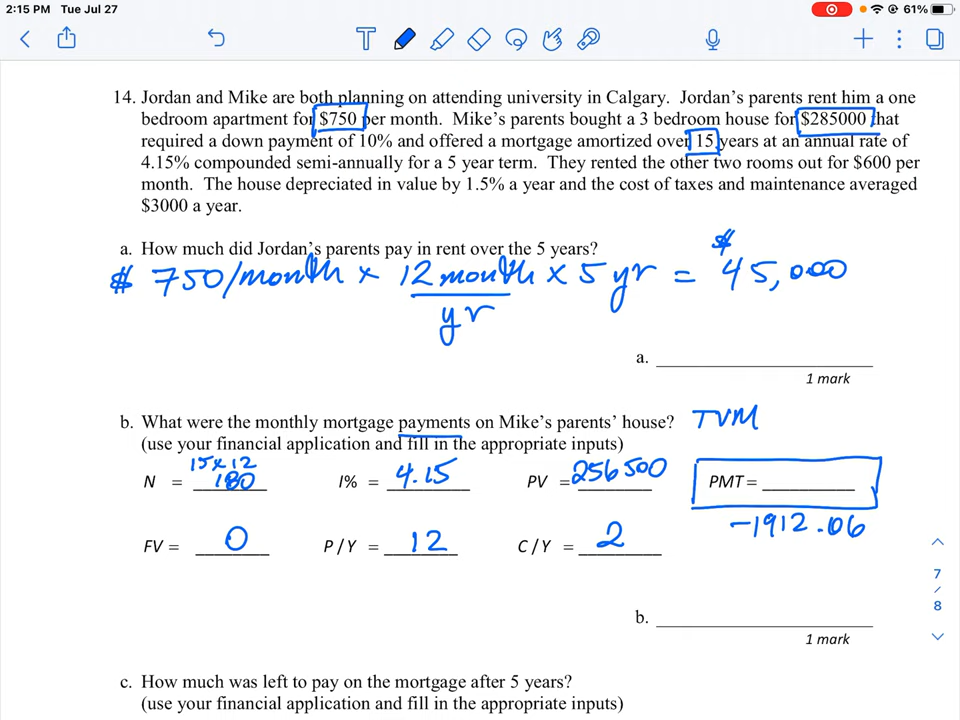 2:15 PM Tue Jul 27
61%
14. Jordan and Mike are both planning on attending university in Calgary. Jordan's parents rent him a one
bedroom apartment for $750 per month. Mike's parents bought a 3 bedroom house for $285000 that
required a down payment of 10% and offered a mortgage amortized over 15 years at an annual rate of
4.15% compounded semi-annually for a 5 year term. They rented the other two rooms out for $600 per
month. The house depreciated in value by 1.5% a year and the cost of taxes and maintenance averaged
$3000 a year.
a. How much did Jordan's parents pay in rent over the 5 years?
$ 750/month × 12 month/yr × 5 yr = $45,000
a. ________________
1 mark
b. What were the monthly mortgage payments on Mike's parents' house? TVM
(use your financial application and fill in the appropriate inputs)
15×12
N = 180 I% = 4.15 PV = 256500 PMT = ________
-1912.06
FV = 0 P/Y = 12 C/Y = 2
7
/
8
b. ________________
1 mark
c. How much was left to pay on the mortgage after 5 years?
(use your financial application and fill in the appropriate inputs)